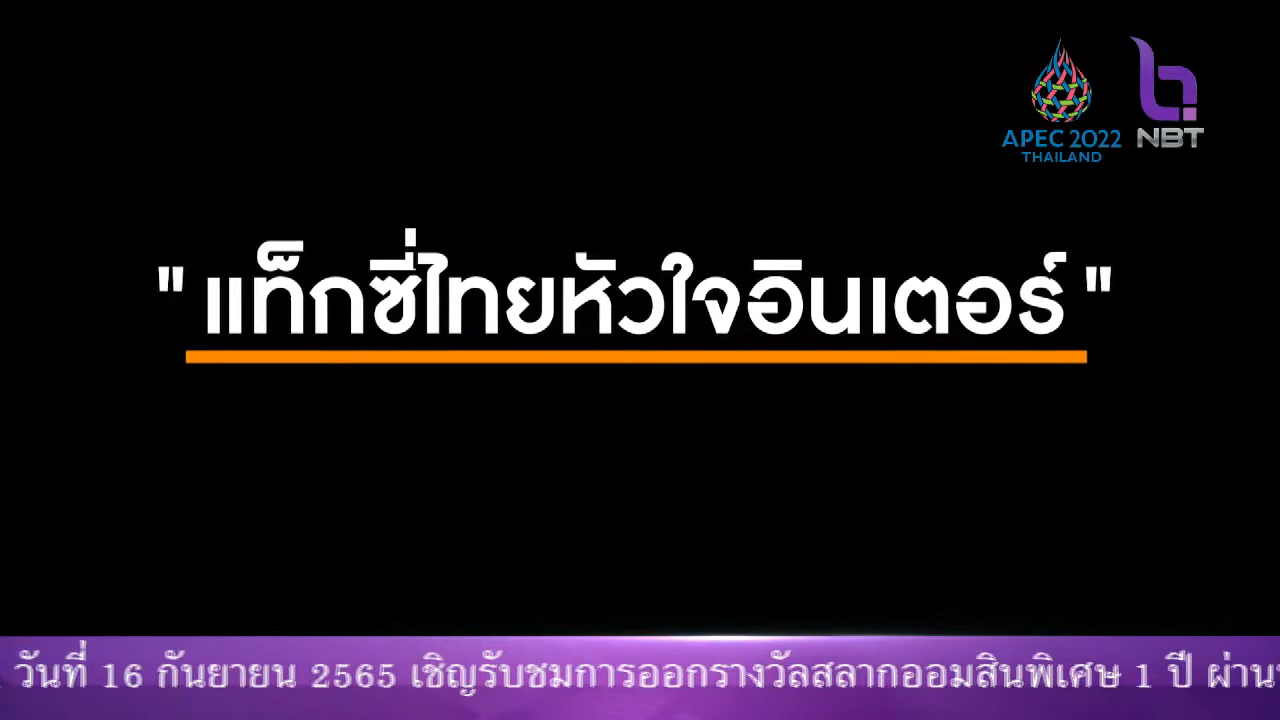 APEC 2022
THAILAND
NBT
" แท็กซี่ไทยหัวใจอินเตอร์ "
วันที่ 16 กันยายน 2565 เชิญรับชมการออกรางวัลสลากออมสินพิเศษ 1 ปี ผ่าน